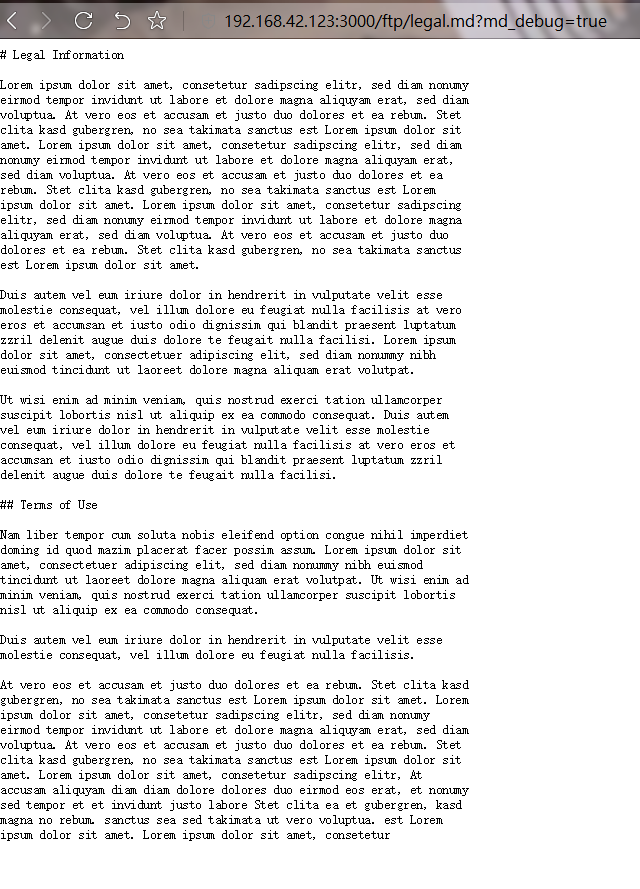 192.168.42.123:3000/ftp/legal.md?md_debug=true
# Legal Information
Lorem ipsum dolor sit amet, consetetur sadipscing elitr, sed diam nonumy
eirmod tempor invidunt ut labore et dolore magna aliquyam erat, sed diam
voluptua. At vero eos et accusam et justo duo dolores et ea rebum. Stet
clita kasd gubergren, no sea takimata sanctus est Lorem ipsum dolor sit
amet. Lorem ipsum dolor sit amet, consetetur sadipscing elitr, sed diam
nonumy eirmod tempor invidunt ut labore et dolore magna aliquyam erat,
sed diam voluptua. At vero eos et accusam et justo duo dolores et ea
rebum. Stet clita kasd gubergren, no sea takimata sanctus est Lorem
ipsum dolor sit amet. Lorem ipsum dolor sit amet, consetetur sadipscing
elitr, sed diam nonumy eirmod tempor invidunt ut labore et dolore magna
aliquyam erat, sed diam voluptua. At vero eos et accusam et justo duo
dolores et ea rebum. Stet clita kasd gubergren, no sea takimata sanctus
est Lorem ipsum dolor sit amet.
Duis autem vel eum iriure dolor in hendrerit in vulputate velit esse
molestie consequat, vel illum dolore eu feugiat nulla facilisis at vero
eros et accumsan et iusto odio dignissim qui blandit praesent luptatum
zzril delenit augue duis dolore te feugait nulla facilisi. Lorem ipsum
dolor sit amet, consectetuer adipiscing elit, sed diam nonummy nibh
euismod tincidunt ut laoreet dolore magna aliquam erat volutpat.
Ut wisi enim ad minim veniam, quis nostrud exerci tation ullamcorper
suscipit lobortis nisl ut aliquip ex ea commodo consequat. Duis autem
vel eum iriure dolor in hendrerit in vulputate velit esse molestie
consequat, vel illum dolore eu feugiat nulla facilisis at vero eros et
accumsan et iusto odio dignissim qui blandit praesent luptatum zzril
delenit augue duis dolore te feugait nulla facilisi.
## Terms of Use
Nam liber tempor cum soluta nobis eleifend option congue nihil imperdiet
doming id quod mazim placerat facer possim assum. Lorem ipsum dolor sit
amet, consectetuer adipiscing elit, sed diam nonummy nibh euismod
tincidunt ut laoreet dolore magna aliquam erat volutpat. Ut wisi enim ad
minim veniam, quis nostrud exerci tation ullamcorper suscipit lobortis
nisl ut aliquip ex ea commodo consequat.
Duis autem vel eum iriure dolor in hendrerit in vulputate velit esse
molestie consequat, vel illum dolore eu feugiat nulla facilisis.
At vero eos et accusam et justo duo dolores et ea rebum. Stet clita kasd
gubergren, no sea takimata sanctus est Lorem ipsum dolor sit amet. Lorem
ipsum dolor sit amet, consetetur sadipscing elitr, sed diam nonumy
eirmod tempor invidunt ut labore et dolore magna aliquyam erat, sed diam
voluptua. At vero eos et accusam et justo duo dolores et ea rebum. Stet
clita kasd gubergren, no sea takimata sanctus est Lorem ipsum dolor sit
amet. Lorem ipsum dolor sit amet, consetetur sadipscing elitr, At
accusam aliquyam diam diam dolore dolores duo eirmod eos erat, et nonumy
sed tempor et et invidunt justo labore Stet clita ea et gubergren, kasd
magna no rebum. sanctus sea sed takimata ut vero voluptua. est Lorem
ipsum dolor sit amet. Lorem ipsum dolor sit amet, consetetur